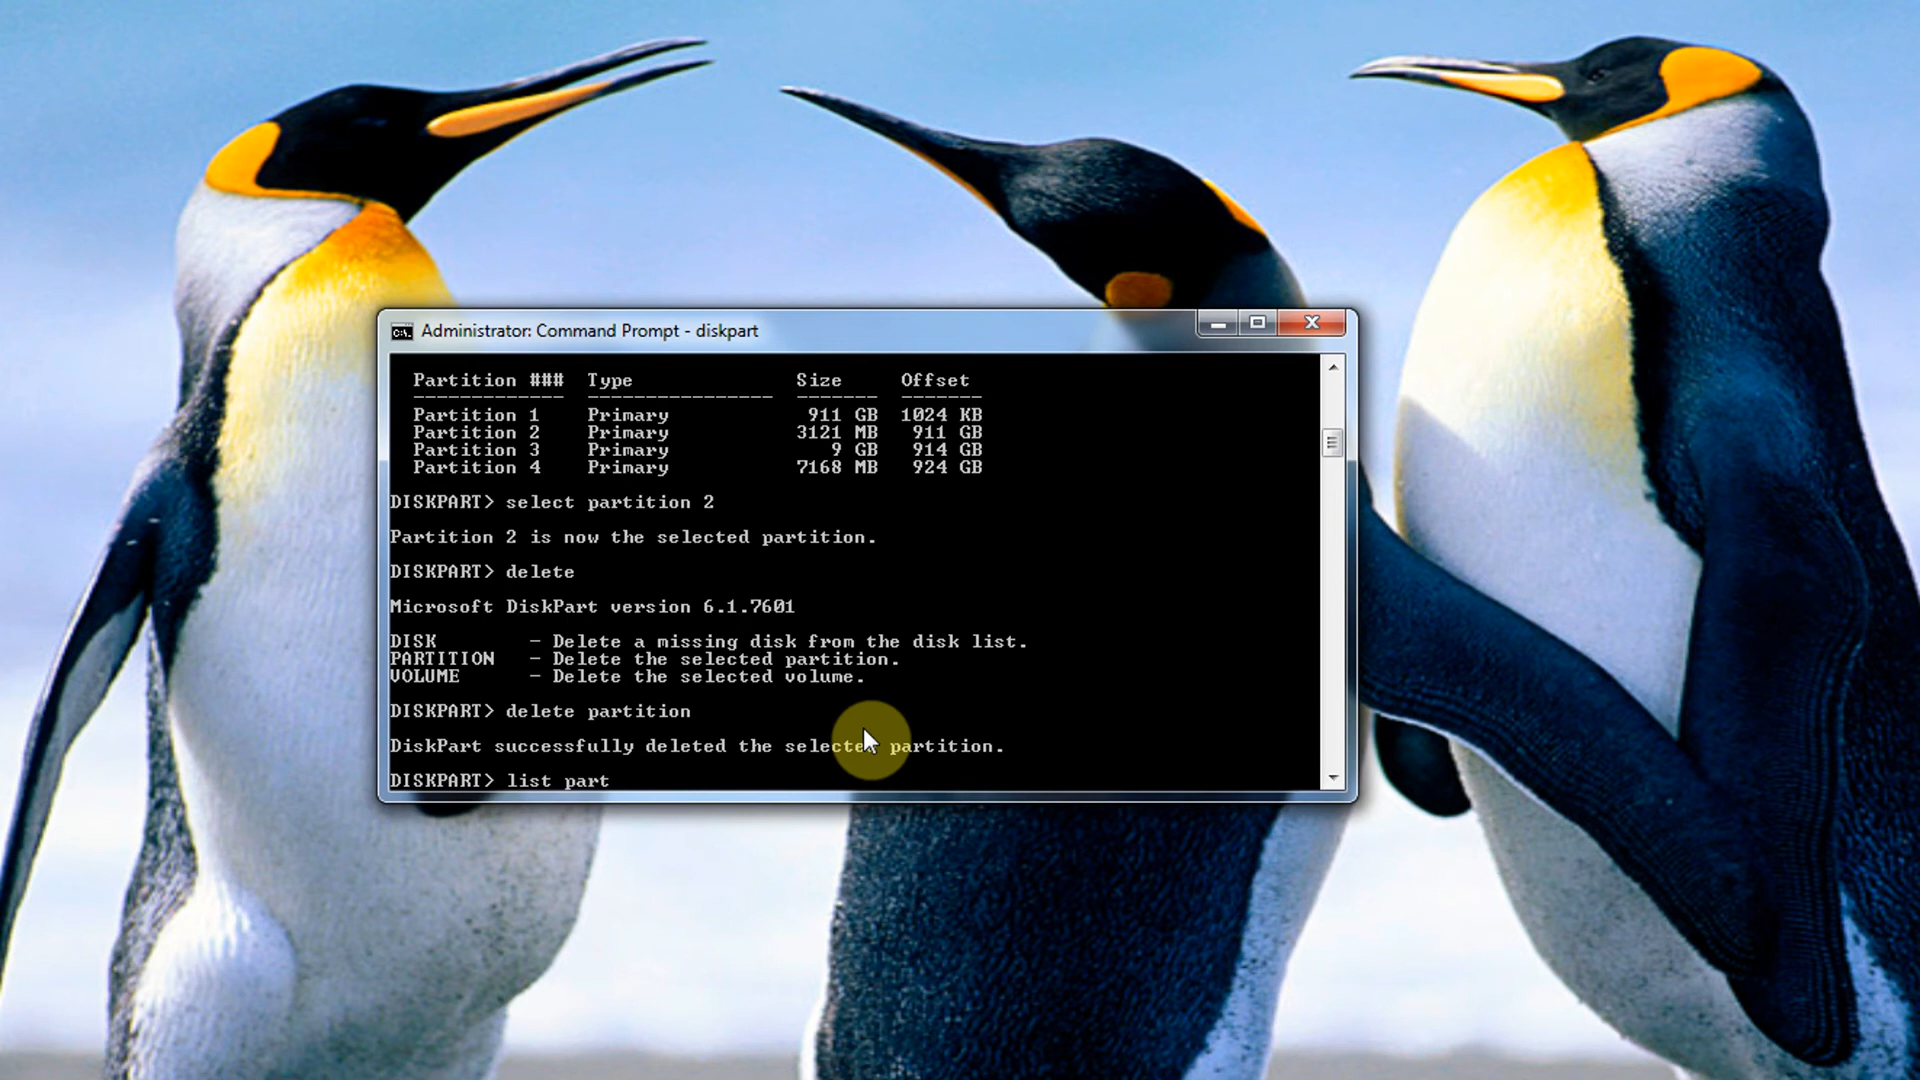 Administrator: Command Prompt - diskpart
Partition ### Type Size Offset
------------- ---------------- ------- -------
Partition 1 Primary 911 GB 1024 KB
Partition 2 Primary 3121 MB 911 GB
Partition 3 Primary 9 GB 914 GB
Partition 4 Primary 7168 MB 924 GB
DISKPART> select partition 2
Partition 2 is now the selected partition.
DISKPART> delete
Microsoft DiskPart version 6.1.7601
DISK - Delete a missing disk from the disk list.
PARTITION - Delete the selected partition.
VOLUME - Delete the selected volume.
DISKPART> delete partition
DiskPart successfully deleted the selected partition.
DISKPART> list part